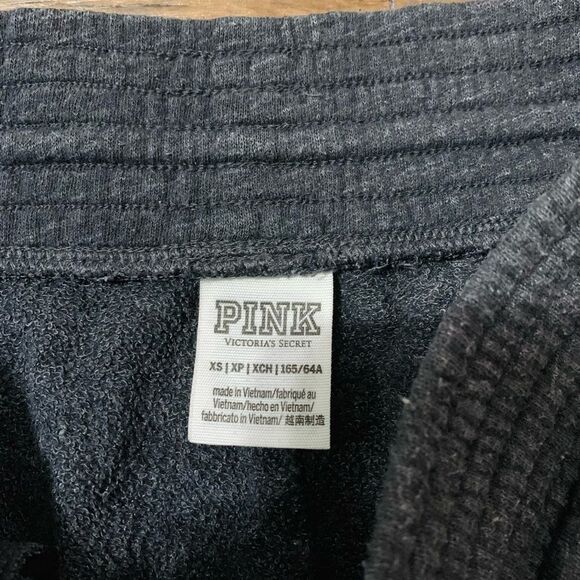 PINK
VICTORIA'S SECRET
XS | XP | XCH | 165/64A
made in Vietnam/fabriqué au
Vietnam/hecho en Vietnam/
fabbricato in Vietnam/ 越南制造